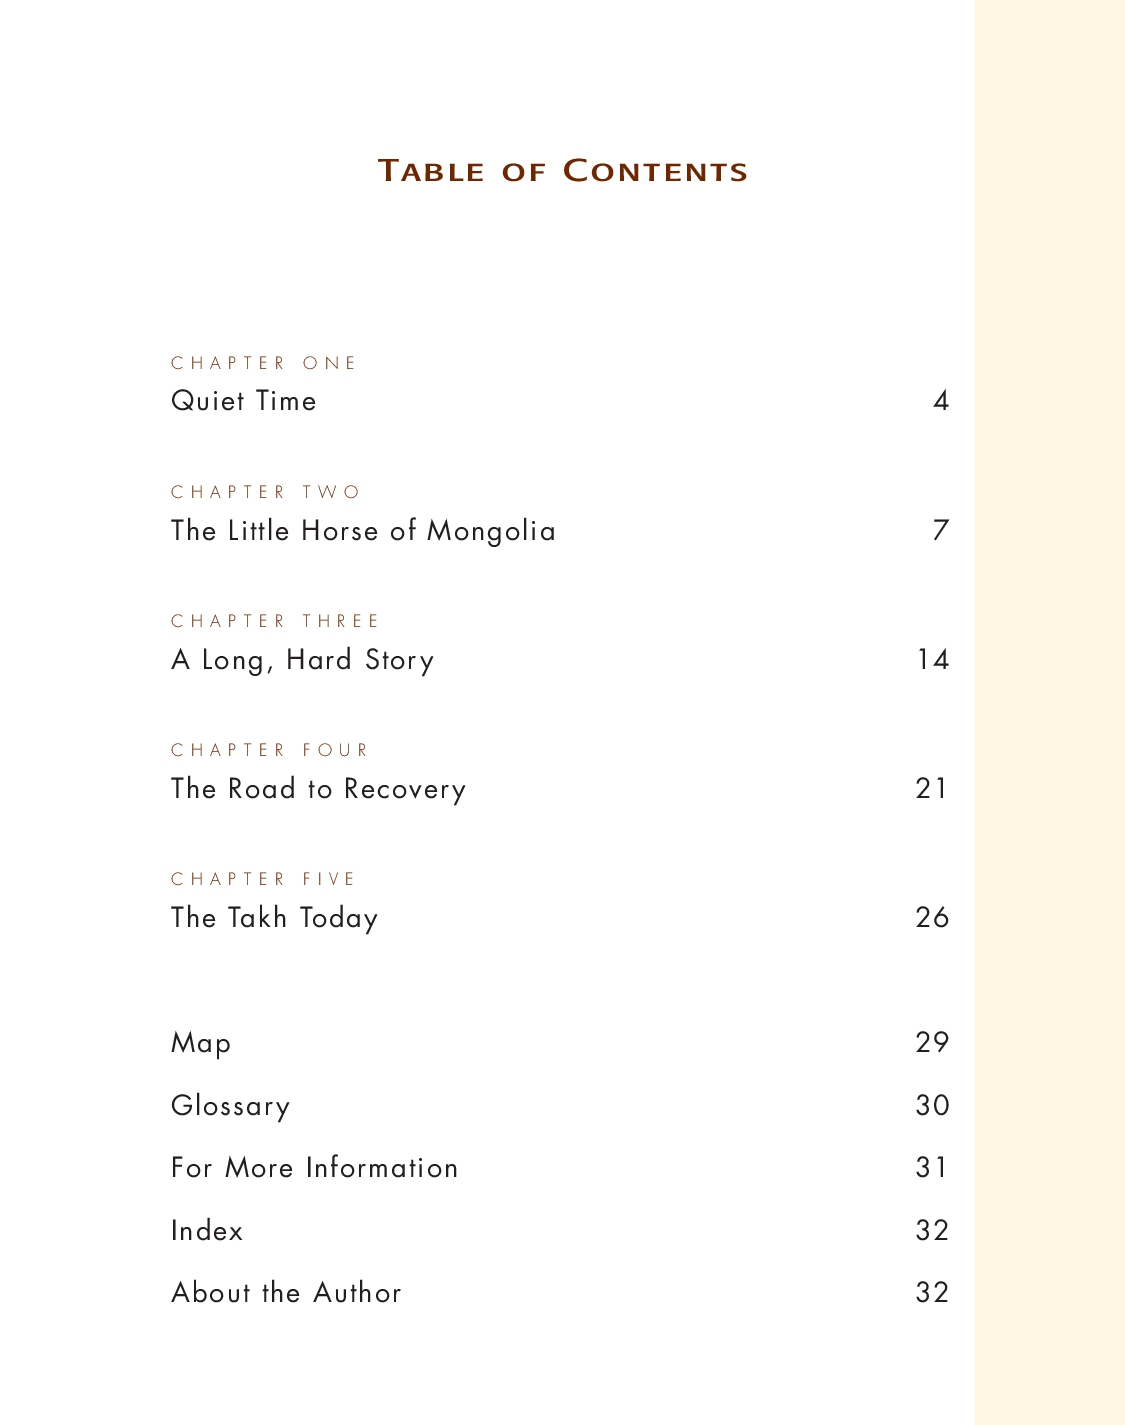 Table of Contents
CHAPTER ONE
Quiet Time 4
CHAPTER TWO
The Little Horse of Mongolia 7
CHAPTER THREE
A Long, Hard Story 14
CHAPTER FOUR
The Road to Recovery 21
CHAPTER FIVE
The Takh Today 26
Map 29
Glossary 30
For More Information 31
Index 32
About the Author 32